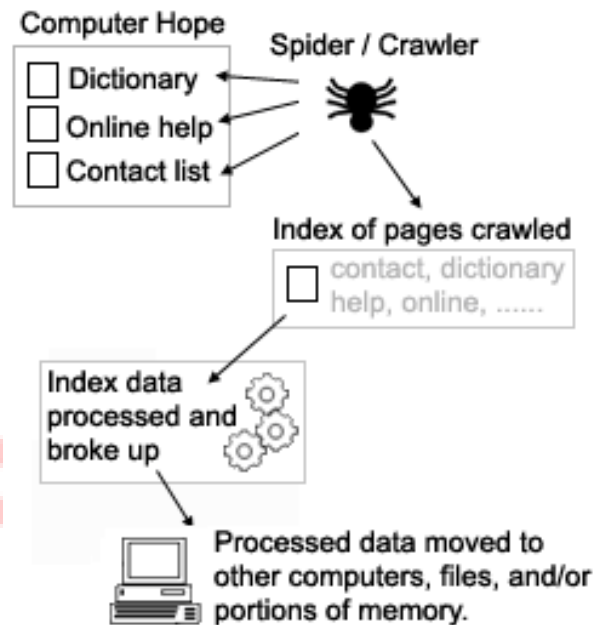 Computer Hope
Spider / Crawler
Dictionary
Online help
Contact list
Index of pages crawled
contact, dictionary
help, online, ......
Index data
processed and
broke up
Processed data moved to
other computers, files, and/or
portions of memory.